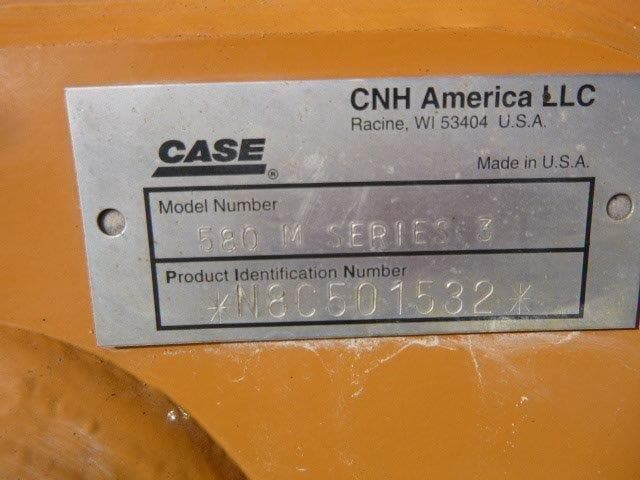 CNH America LLC
Racine, WI 53404 U.S.A.
CASE®
Made in U.S.A.
Model Number
580 M SERIES 3
Product Identification Number
*N8C501532*